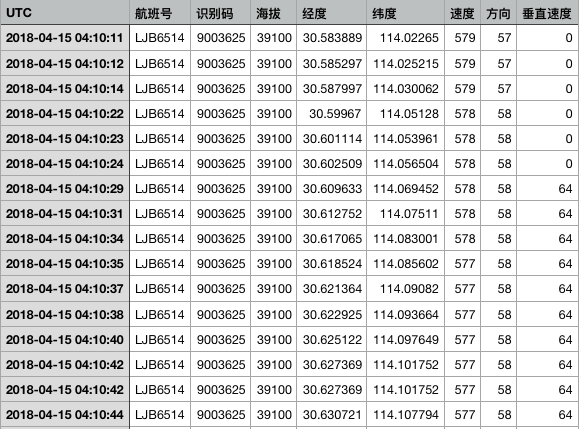 UTC 航班号 识别码 海拔 经度 纬度 速度 方向 垂直速度
2018-04-15 04:10:11 LJB6514 9003625 39100 30.583889 114.02265 579 57 0
2018-04-15 04:10:12 LJB6514 9003625 39100 30.585297 114.025215 579 57 0
2018-04-15 04:10:14 LJB6514 9003625 39100 30.587997 114.030062 579 57 0
2018-04-15 04:10:22 LJB6514 9003625 39100 30.59967 114.05128 578 58 0
2018-04-15 04:10:23 LJB6514 9003625 39100 30.601114 114.053961 578 58 0
2018-04-15 04:10:24 LJB6514 9003625 39100 30.602509 114.056504 578 58 0
2018-04-15 04:10:29 LJB6514 9003625 39100 30.609633 114.069452 578 58 64
2018-04-15 04:10:31 LJB6514 9003625 39100 30.612752 114.07511 578 58 64
2018-04-15 04:10:34 LJB6514 9003625 39100 30.617065 114.083001 578 58 64
2018-04-15 04:10:35 LJB6514 9003625 39100 30.618524 114.085602 577 58 64
2018-04-15 04:10:37 LJB6514 9003625 39100 30.621364 114.09082 577 58 64
2018-04-15 04:10:38 LJB6514 9003625 39100 30.622925 114.093664 577 58 64
2018-04-15 04:10:40 LJB6514 9003625 39100 30.625122 114.097649 577 58 64
2018-04-15 04:10:42 LJB6514 9003625 39100 30.627369 114.101752 577 58 64
2018-04-15 04:10:42 LJB6514 9003625 39100 30.627369 114.101752 577 58 64
2018-04-15 04:10:44 LJB6514 9003625 39100 30.630721 114.107794 577 58 64